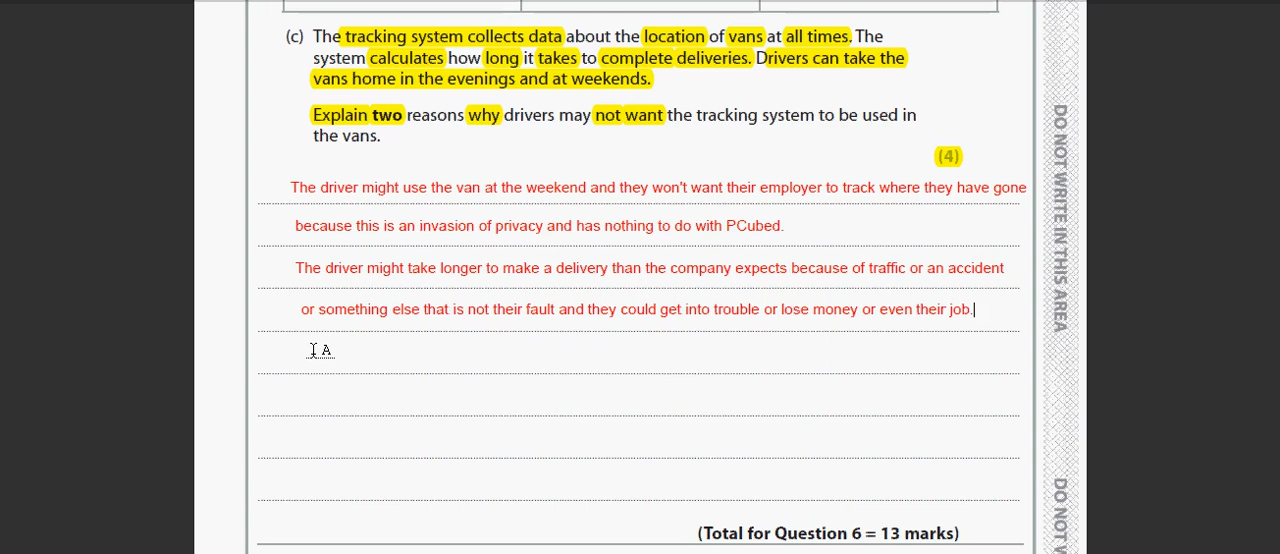 (c) The tracking system collects data about the location of vans at all times. The
system calculates how long it takes to complete deliveries. Drivers can take the
vans home in the evenings and at weekends.
Explain two reasons why drivers may not want the tracking system to be used in
the vans.
(4)
The driver might use the van at the weekend and they won't want their employer to track where they have gone
because this is an invasion of privacy and has nothing to do with PCubed.
The driver might take longer to make a delivery than the company expects because of traffic or an accident
or something else that is not their fault and they could get into trouble or lose money or even their job.
A
(Total for Question 6 = 13 marks)
DO NOT WRITE IN THIS AREA
DO NOT W